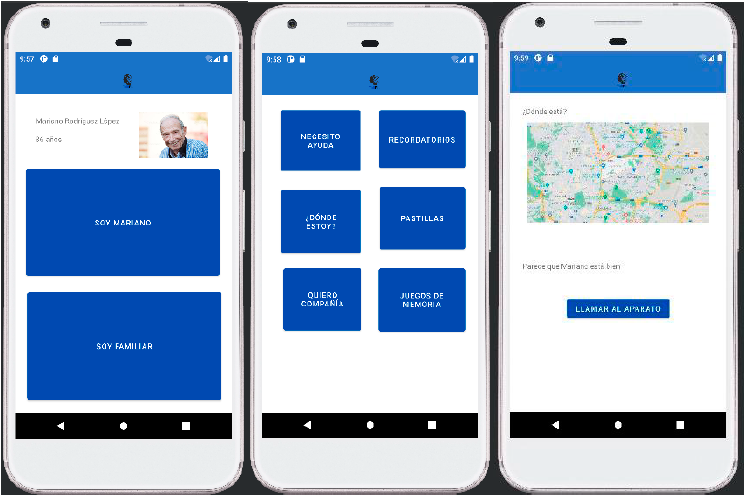 9:57
Mariano Rodríguez López
86 años
SOY MARIANO
SOY FAMILIAR
9:58
NECESITO
AYUDA
RECORDATORIOS
¿DÓNDE
ESTOY?
PASTILLAS
QUIERO
COMPAÑÍA
JUEGOS DE
MEMORIA
9:59
¿Dónde está?
Parece que Mariano está bien
LLAMAR AL APARATO